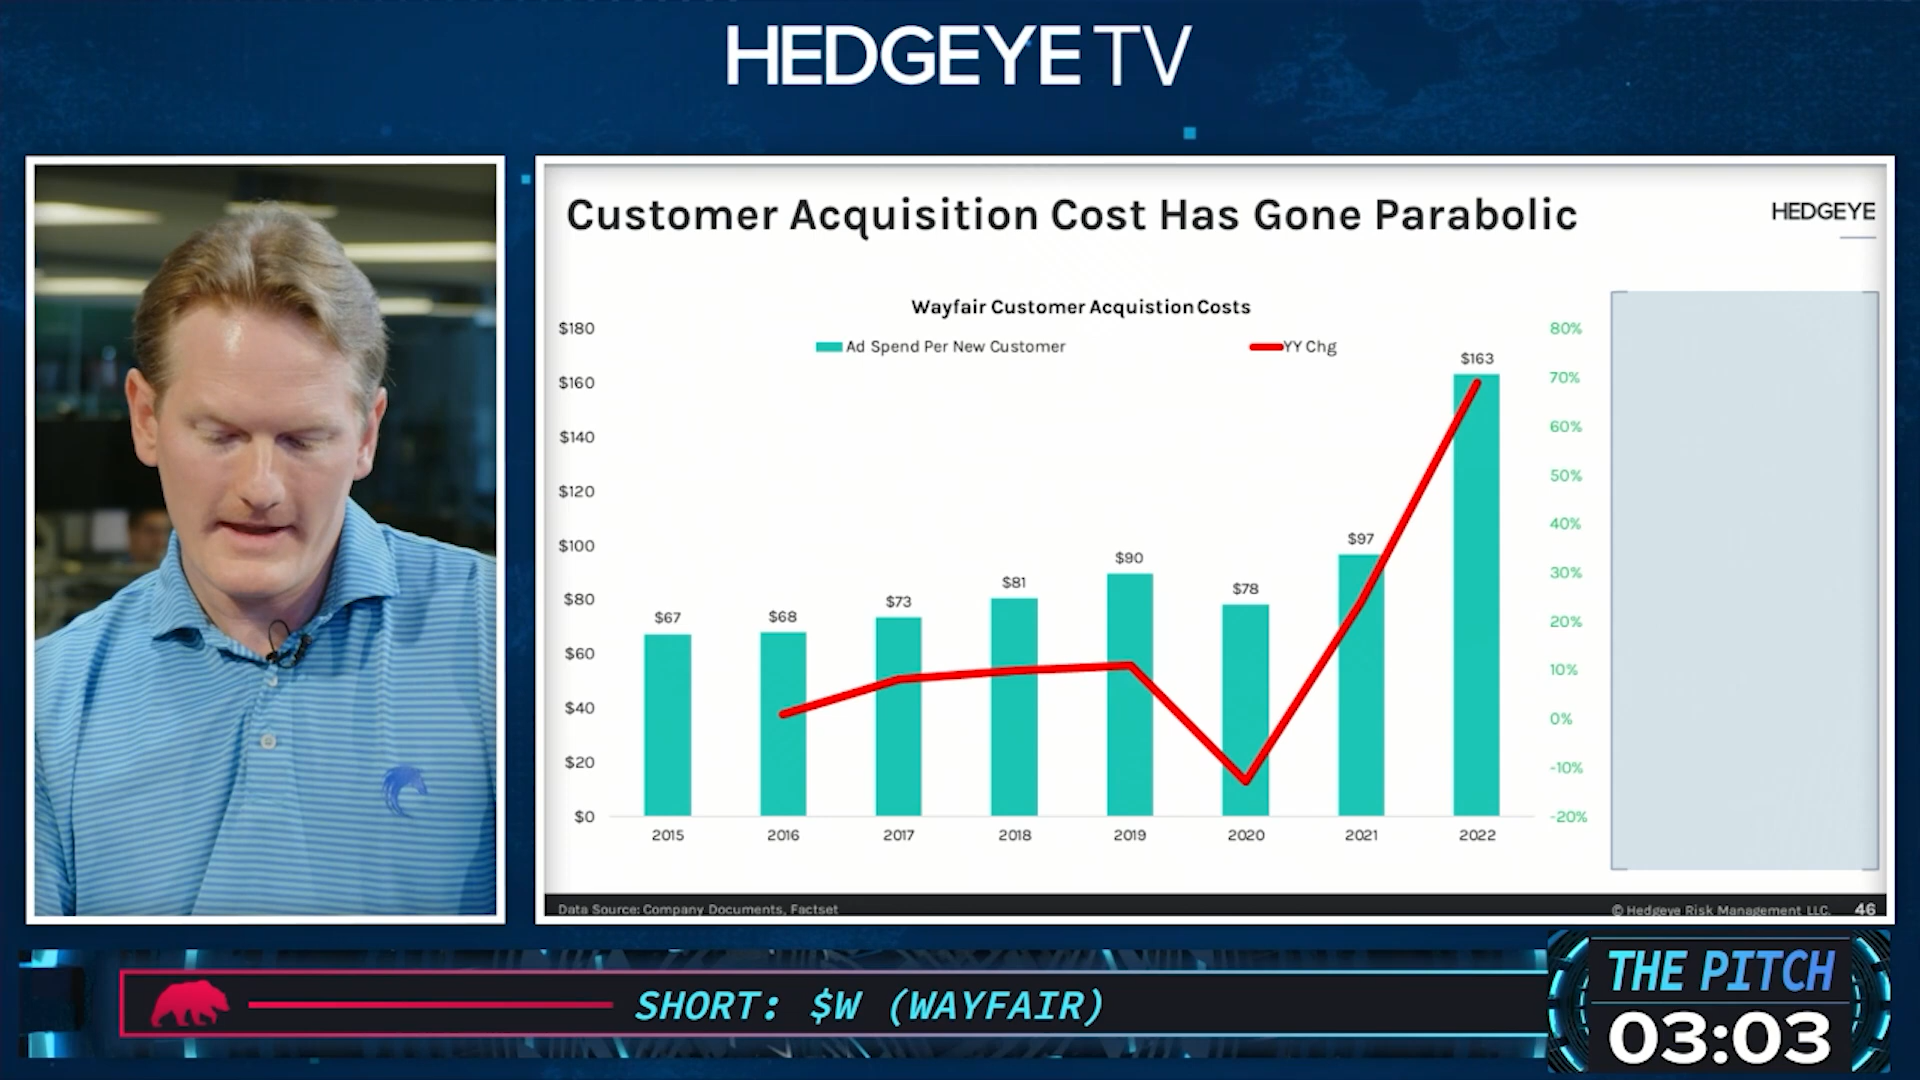 HEDGEYE TV
Customer Acquisition Cost Has Gone Parabolic
HEDGEYE
Wayfair Customer Acquistion Costs
Ad Spend Per New Customer
YY Chg
$180
$160
$140
$120
$100
$80
$60
$40
$20
$0
$67
$68
$73
$81
$90
$78
$97
$163
80%
70%
60%
50%
40%
30%
20%
10%
0%
-10%
-20%
2015 2016 2017 2018 2019 2020 2021 2022
Data Source: Company Documents, Factset
© Hedgeye Risk Management LLC. 46
SHORT: $W (WAYFAIR)
THE PITCH
03:03